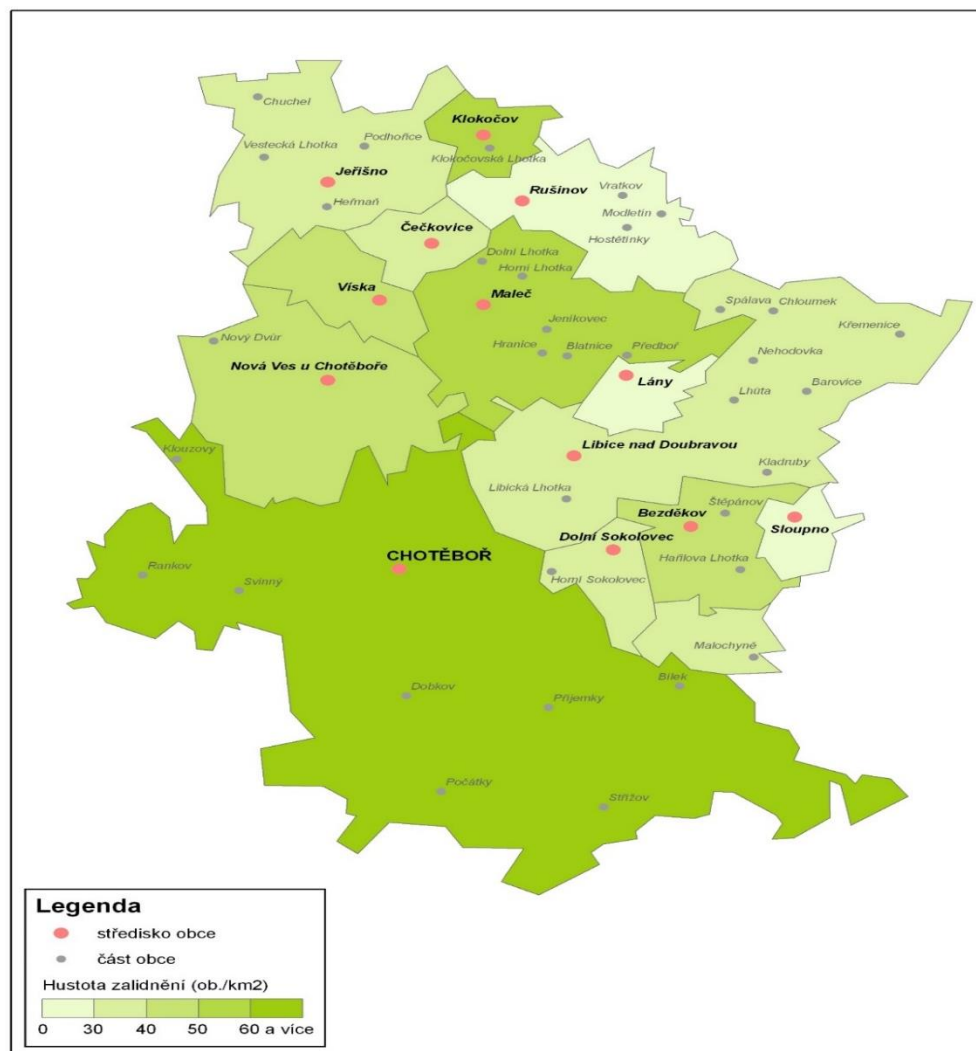 Chuchel
Klokočov
Podhořice
Vestecká Lhotka
Klokočovská Lhotka
Jeřišno
Heřmaň
Rušinov
Vratkov
Modletín
Hostětínky
Čečkovice
Dolní Lhotka
Horní Lhotka
Víska
Maleč
Spálava
Chloumek
Křemenice
Jeníkovec
Nový Dvůr
Hranice
Blatnice
Předboř
Nehodovka
Nová Ves u Chotěboře
Lány
Lhůta
Barovice
Klouzovy
Libice nad Doubravou
Kladruby
Libická Lhotka
Štěpánov
Bezděkov
Sloupno
Dolní Sokolovec
CHOTĚBOŘ
Haňlova Lhotka
Rankov
Horní Sokolovec
Svinný
Malochyně
Bílek
Dobkov
Příjemky
Počátky
Střížov
Legenda
středisko obce
část obce
Hustota zalidnění (ob./km2)
0 30 40 50 60 a více